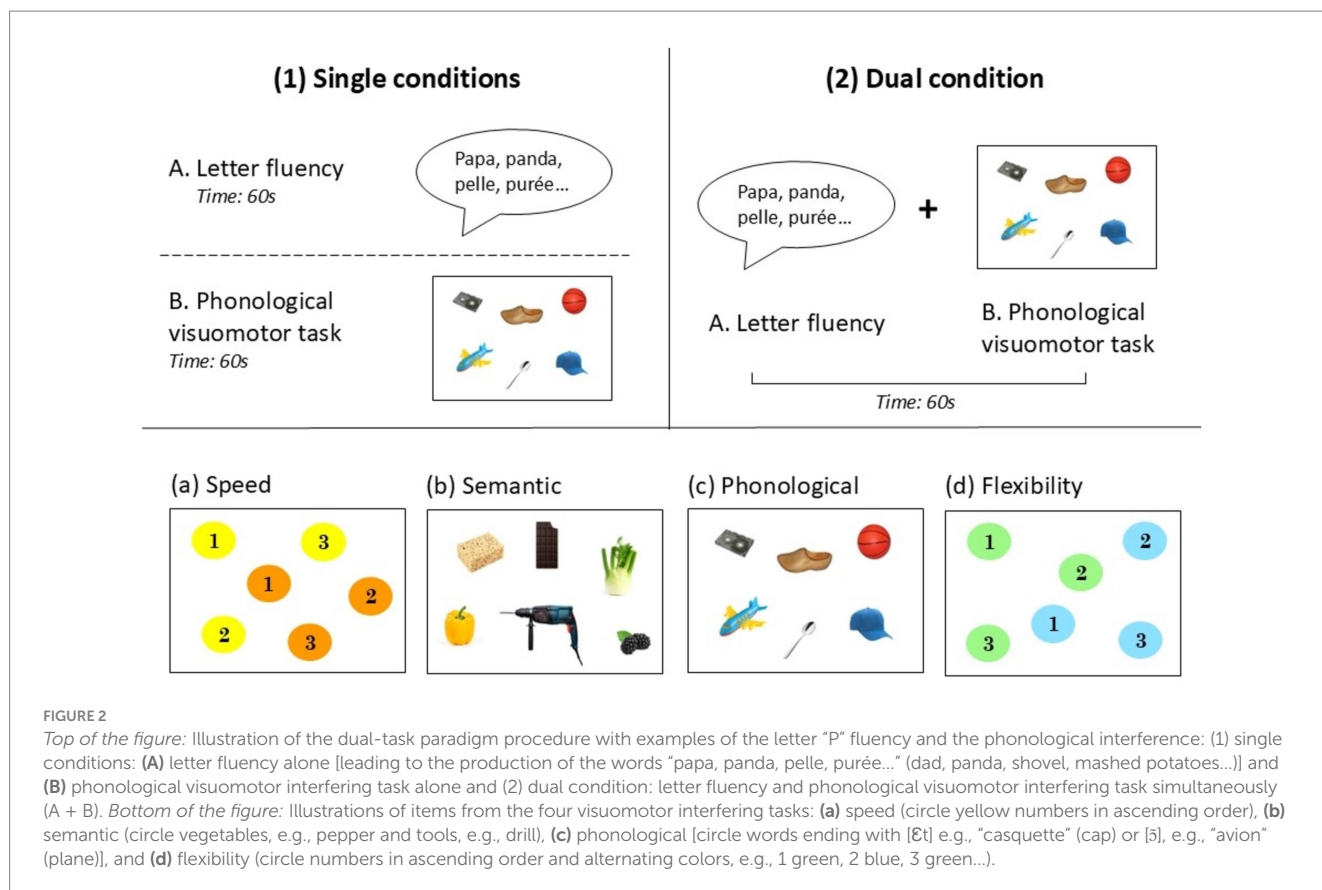 (1) Single conditions
A. Letter fluency
Time: 60s
Papa, panda,
pelle, purée...
B. Phonological
visuomotor task
Time: 60s
(2) Dual condition
Papa, panda,
pelle, purée...
+
A. Letter fluency
B. Phonological
visuomotor task
Time: 60s
(a) Speed
1
3
1
2
2
3
(b) Semantic
(c) Phonological
(d) Flexibility
1
2
2
1
3
3
FIGURE 2
Top of the figure: Illustration of the dual-task paradigm procedure with examples of the letter “P” fluency and the phonological interference: (1) single
conditions: (A) letter fluency alone [leading to the production of the words “papa, panda, pelle, purée...” (dad, panda, shovel, mashed potatoes...)] and
(B) phonological visuomotor interfering task alone and (2) dual condition: letter fluency and phonological visuomotor interfering task simultaneously
(A + B). Bottom of the figure: Illustrations of items from the four visuomotor interfering tasks: (a) speed (circle yellow numbers in ascending order), (b)
semantic (circle vegetables, e.g., pepper and tools, e.g., drill), (c) phonological [circle words ending with [Ɛt] e.g., “casquette” (cap) or [ɔ̃], e.g., “avion”
(plane)], and (d) flexibility (circle numbers in ascending order and alternating colors, e.g., 1 green, 2 blue, 3 green...).